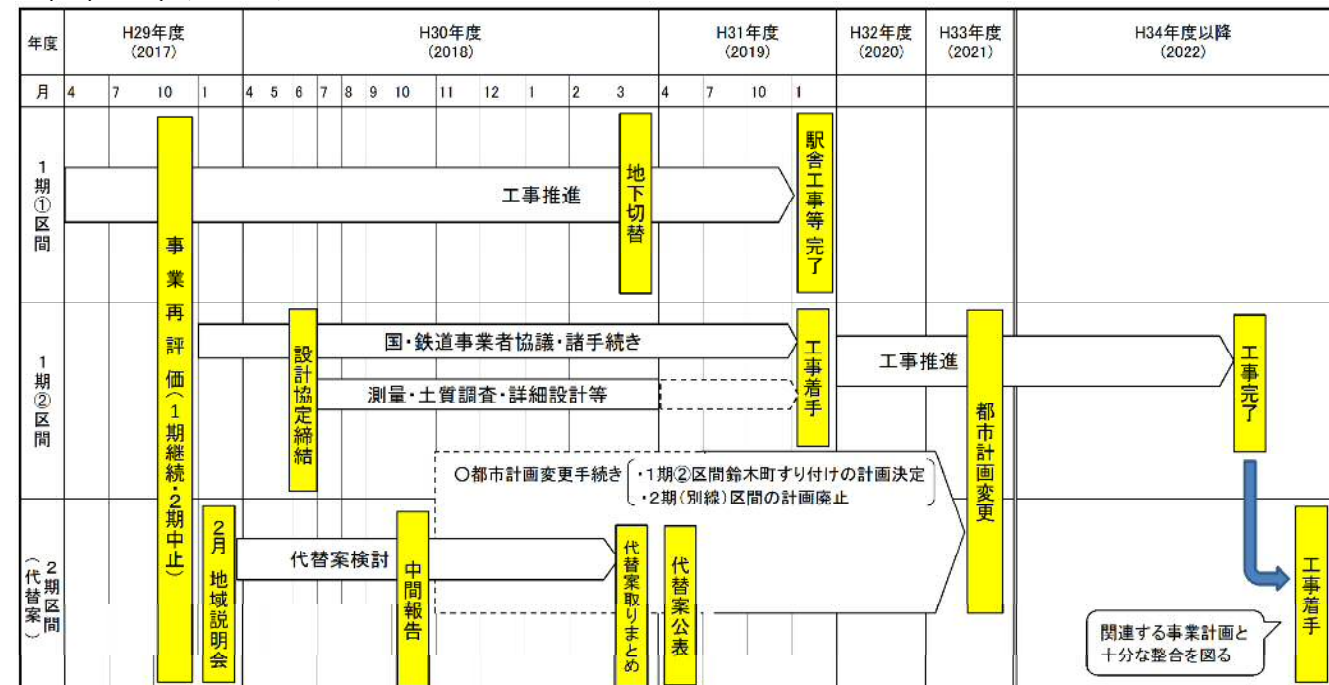 年度
H29年度
(2017)
H30年度
(2018)
H31年度
(2019)
H32年度
(2020)
H33年度
(2021)
H34年度以降
(2022)
月
4
7
10
1
4
5
6
7
8
9
10
11
12
1
2
3
4
7
10
1
1期①区間
工事推進
地下切替
駅舎工事等 完了
事業再評価(1期継続・2期中止)
1期②区間
設計協定締結
国・鉄道事業者協議・諸手続き
測量・土質調査・詳細設計等
工事着手
工事推進
都市計画変更
工事完了
○都市計画変更手続き
・1期②区間鈴木町すり付けの計画決定
・2期(別線)区間の計画廃止
2期区間
(代替案)
2月 地域説明会
代替案検討
中間報告
代替案取りまとめ
代替案公表
関連する事業計画と
十分な整合を図る
工事着手